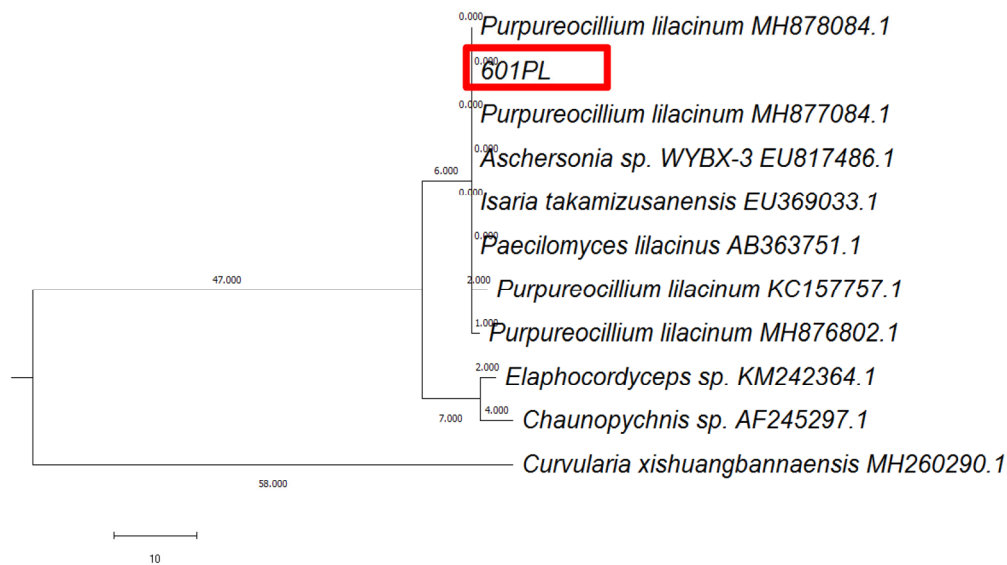 0.000
Purpureocillium lilacinum MH878084.1
0.000
601PL
0.000
Purpureocillium lilacinum MH877084.1
0.000
Aschersonia sp. WYBX-3 EU817486.1
6.000
0.000
Isaria takamizusanensis EU369033.1
0.000
Paecilomyces lilacinus AB363751.1
47.000
2.000
Purpureocillium lilacinum KC157757.1
1.000
Purpureocillium lilacinum MH876802.1
2.000
Elaphocordyceps sp. KM242364.1
7.000
4.000
Chaunopychnis sp. AF245297.1
Curvularia xishuangbannaensis MH260290.1
58.000
10